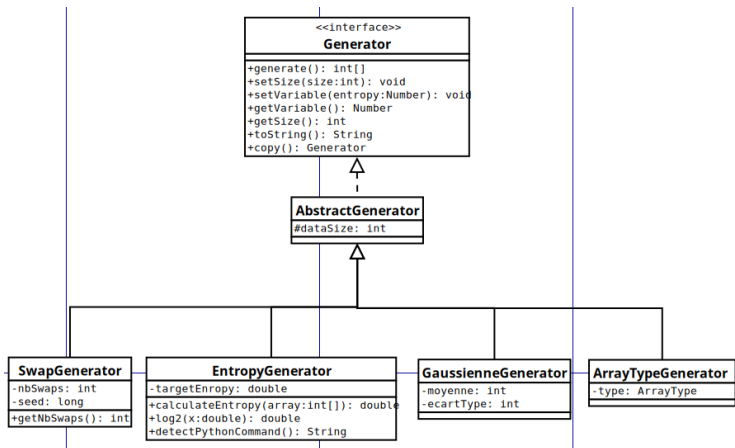 <<interface>>
Generator
+generate(): int[]
+setSize(size:int): void
+setVariable(entropy:Number): void
+getVariable(): Number
+getSize(): int
+toString(): String
+copy(): Generator
AbstractGenerator
#dataSize: int
SwapGenerator
-nbSwaps: int
-seed: long
+getNbSwaps(): int
EntropyGenerator
-targetEnropy: double
+calculateEntropy(array:int[]): double
+log2(x:double): double
+detectPythonCommand(): String
GaussienneGenerator
-moyenne: int
-ecartType: int
ArrayTypeGenerator
-type: ArrayType